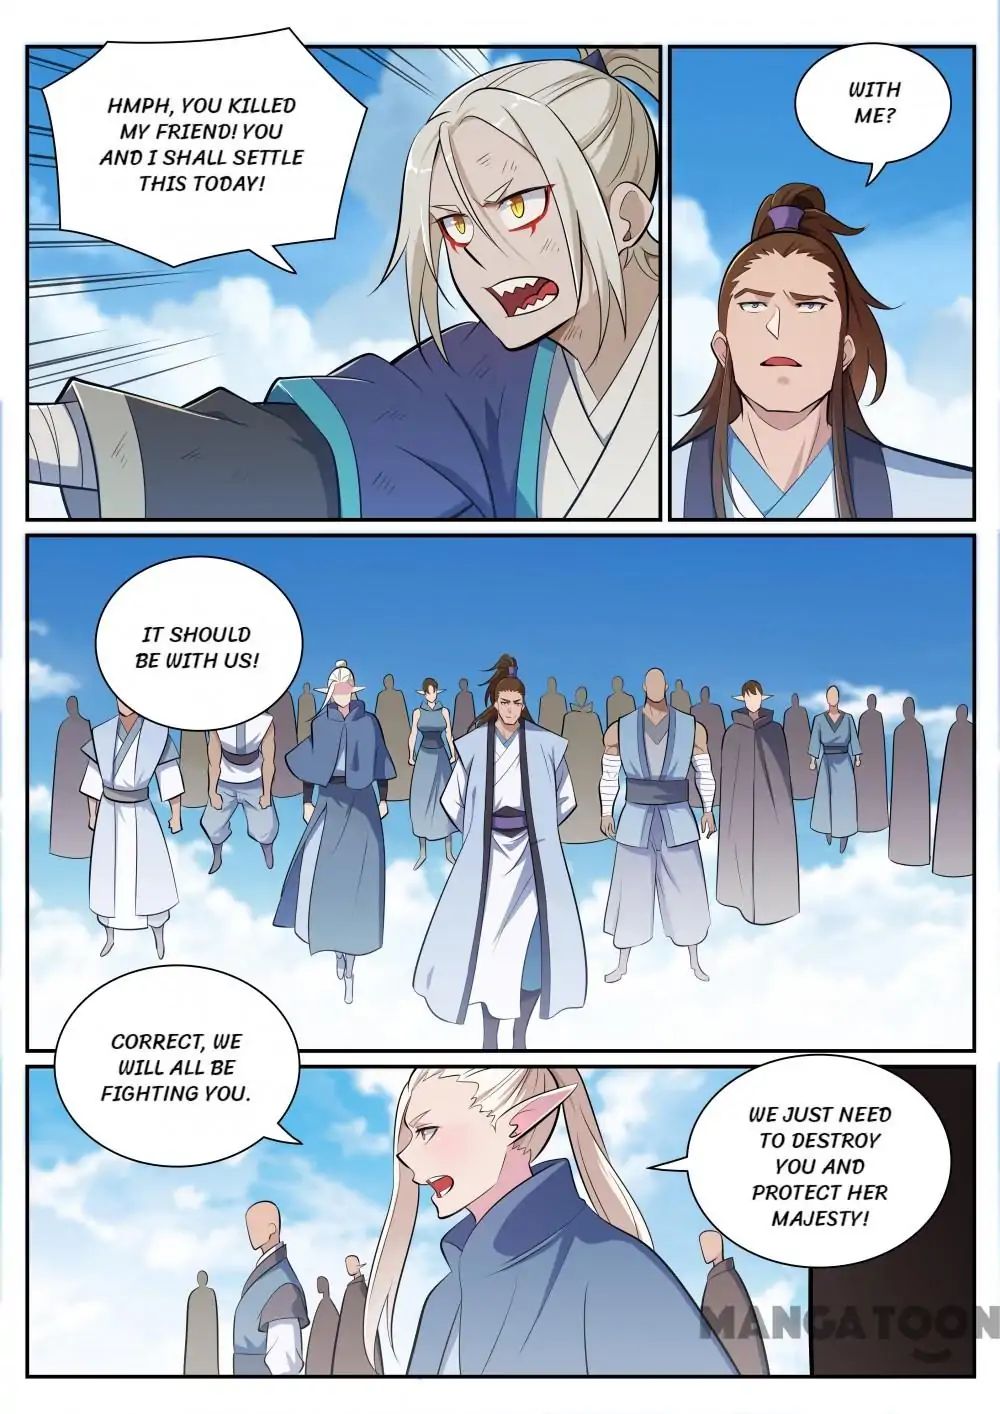 HMPH, YOU KILLED
MY FRIEND! YOU
AND I SHALL SETTLE
THIS TODAY!
WITH
ME?
IT SHOULD
BE WITH US!
CORRECT, WE
WILL ALL BE
FIGHTING YOU.
WE JUST NEED
TO DESTROY
YOU AND
PROTECT HER
MAJESTY!
MANGATOON